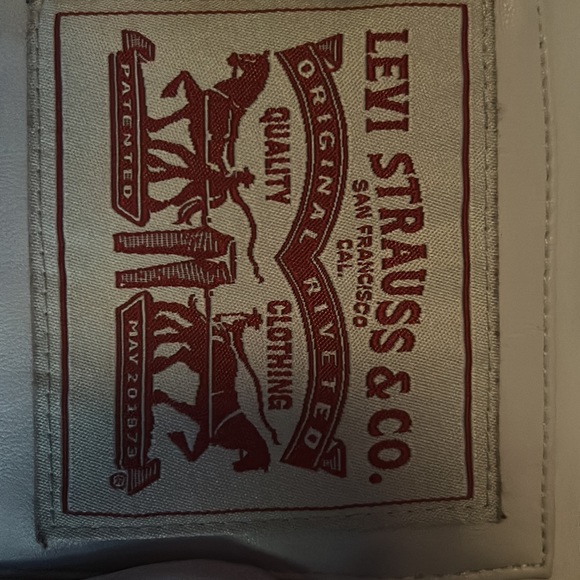 LEVI STRAUSS & CO.
SAN FRANCISCO
CAL.
ORIGINAL RIVETED
QUALITY CLOTHING
PATENTED MAY 20 1873
®